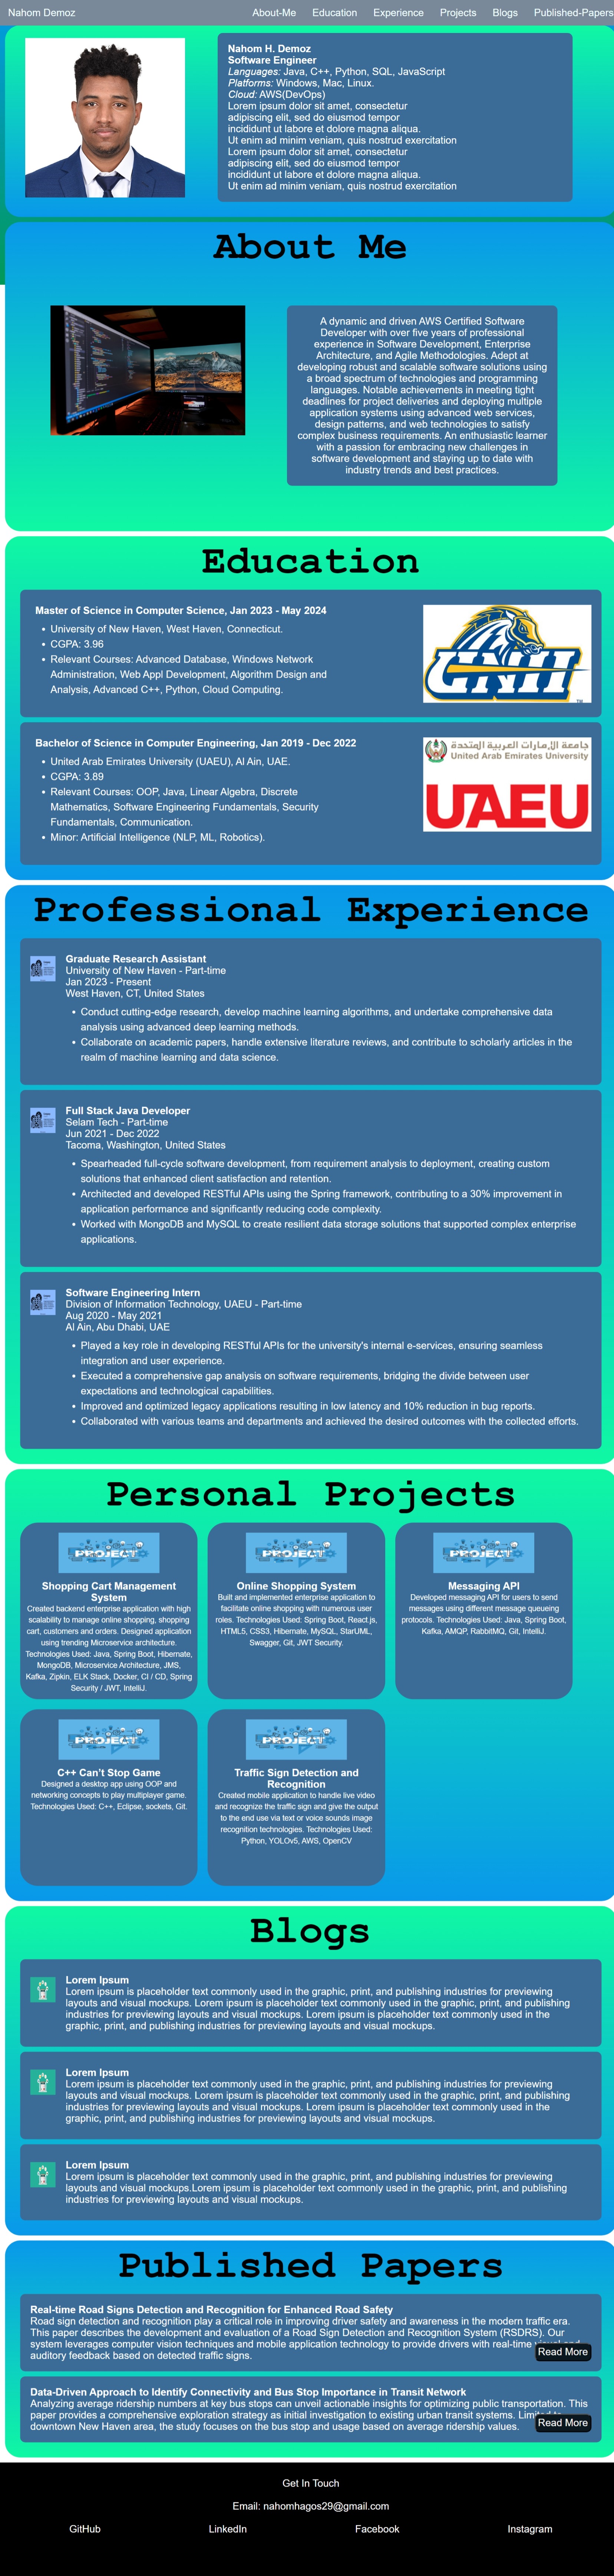 Nahom Demoz
About-Me Education Experience Projects Blogs Published-Papers
Nahom H. Demoz
Software Engineer
Languages: Java, C++, Python, SQL, JavaScript
Platforms: Windows, Mac, Linux.
Cloud: AWS(DevOps)
Lorem ipsum dolor sit amet, consectetur
adipiscing elit, sed do eiusmod tempor
incididunt ut labore et dolore magna aliqua.
Ut enim ad minim veniam, quis nostrud exercitation
Lorem ipsum dolor sit amet, consectetur
adipiscing elit, sed do eiusmod tempor
incididunt ut labore et dolore magna aliqua.
Ut enim ad minim veniam, quis nostrud exercitation
About Me
A dynamic and driven AWS Certified Software
Developer with over five years of professional
experience in Software Development, Enterprise
Architecture, and Agile Methodologies. Adept at
developing robust and scalable software solutions using
a broad spectrum of technologies and programming
languages. Notable achievements in meeting tight
deadlines for project deliveries and deploying multiple
application systems using advanced web services,
design patterns, and web technologies to satisfy
complex business requirements. An enthusiastic learner
with a passion for embracing new challenges in
software development and staying up to date with
industry trends and best practices.
Education
Master of Science in Computer Science, Jan 2023 - May 2024
• University of New Haven, West Haven, Connecticut.
• CGPA: 3.96
• Relevant Courses: Advanced Database, Windows Network
Administration, Web Appl Development, Algorithm Design and
Analysis, Advanced C++, Python, Cloud Computing.
UNH
TM
Bachelor of Science in Computer Engineering, Jan 2019 - Dec 2022
• United Arab Emirates University (UAEU), Al Ain, UAE.
• CGPA: 3.89
• Relevant Courses: OOP, Java, Linear Algebra, Discrete
Mathematics, Software Engineering Fundamentals, Security
Fundamentals, Communication.
• Minor: Artificial Intelligence (NLP, ML, Robotics).
جامعة الإمارات العربية المتحدة
United Arab Emirates University
UAEU
Professional Experience
Graduate Research Assistant
University of New Haven - Part-time
Jan 2023 - Present
West Haven, CT, United States
• Conduct cutting-edge research, develop machine learning algorithms, and undertake comprehensive data
analysis using advanced deep learning methods.
• Collaborate on academic papers, handle extensive literature reviews, and contribute to scholarly articles in the
realm of machine learning and data science.
Full Stack Java Developer
Selam Tech - Part-time
Jun 2021 - Dec 2022
Tacoma, Washington, United States
• Spearheaded full-cycle software development, from requirement analysis to deployment, creating custom
solutions that enhanced client satisfaction and retention.
• Architected and developed RESTful APIs using the Spring framework, contributing to a 30% improvement in
application performance and significantly reducing code complexity.
• Worked with MongoDB and MySQL to create resilient data storage solutions that supported complex enterprise
applications.
Software Engineering Intern
Division of Information Technology, UAEU - Part-time
Aug 2020 - May 2021
Al Ain, Abu Dhabi, UAE
• Played a key role in developing RESTful APIs for the university's internal e-services, ensuring seamless
integration and user experience.
• Executed a comprehensive gap analysis on software requirements, bridging the divide between user
expectations and technological capabilities.
• Improved and optimized legacy applications resulting in low latency and 10% reduction in bug reports.
• Collaborated with various teams and departments and achieved the desired outcomes with the collected efforts.
Personal Projects
PROJECT
Shopping Cart Management
System
Created backend enterprise application with high
scalability to manage online shopping, shopping
cart, customers and orders. Designed application
using trending Microservice architecture.
Technologies Used: Java, Spring Boot, Hibernate,
MongoDB, Microservice Architecture, JMS,
Kafka, Zipkin, ELK Stack, Docker, CI / CD, Spring
Security / JWT, IntelliJ.
PROJECT
Online Shopping System
Built and implemented enterprise application to
facilitate online shopping with numerous user
roles. Technologies Used: Spring Boot, React.js,
HTML5, CSS3, Hibernate, MySQL, StarUML,
Swagger, Git, JWT Security.
PROJECT
Messaging API
Developed messaging API for users to send
messages using different message queueing
protocols. Technologies Used: Java, Spring Boot,
Kafka, AMQP, RabbitMQ, Git, IntelliJ.
PROJECT
C++ Can't Stop Game
Designed a desktop app using OOP and
networking concepts to play multiplayer game.
Technologies Used: C++, Eclipse, sockets, Git.
PROJECT
Traffic Sign Detection and
Recognition
Created mobile application to handle live video
and recognize the traffic sign and give the output
to the end use via text or voice sounds image
recognition technologies. Technologies Used:
Python, YOLOv5, AWS, OpenCV
Blogs
Lorem Ipsum
Lorem ipsum is placeholder text commonly used in the graphic, print, and publishing industries for previewing
layouts and visual mockups. Lorem ipsum is placeholder text commonly used in the graphic, print, and publishing
industries for previewing layouts and visual mockups. Lorem ipsum is placeholder text commonly used in the
graphic, print, and publishing industries for previewing layouts and visual mockups.
Lorem Ipsum
Lorem ipsum is placeholder text commonly used in the graphic, print, and publishing industries for previewing
layouts and visual mockups. Lorem ipsum is placeholder text commonly used in the graphic, print, and publishing
industries for previewing layouts and visual mockups. Lorem ipsum is placeholder text commonly used in the
graphic, print, and publishing industries for previewing layouts and visual mockups.
Lorem Ipsum
Lorem ipsum is placeholder text commonly used in the graphic, print, and publishing industries for previewing
layouts and visual mockups.Lorem ipsum is placeholder text commonly used in the graphic, print, and publishing
industries for previewing layouts and visual mockups.
Published Papers
Real-time Road Signs Detection and Recognition for Enhanced Road Safety
Road sign detection and recognition play a critical role in improving driver safety and awareness in the modern traffic era.
This paper describes the development and evaluation of a Road Sign Detection and Recognition System (RSDRS). Our
system leverages computer vision techniques and mobile application technology to provide drivers with real-time visual and
auditory feedback based on detected traffic signs.
Read More
Data-Driven Approach to Identify Connectivity and Bus Stop Importance in Transit Network
Analyzing average ridership numbers at key bus stops can unveil actionable insights for optimizing public transportation. This
paper provides a comprehensive exploration strategy as initial investigation to existing urban transit systems. Limited to
downtown New Haven area, the study focuses on the bus stop and usage based on average ridership values.
Read More
Get In Touch
Email: nahomhagos29@gmail.com
GitHub LinkedIn Facebook Instagram